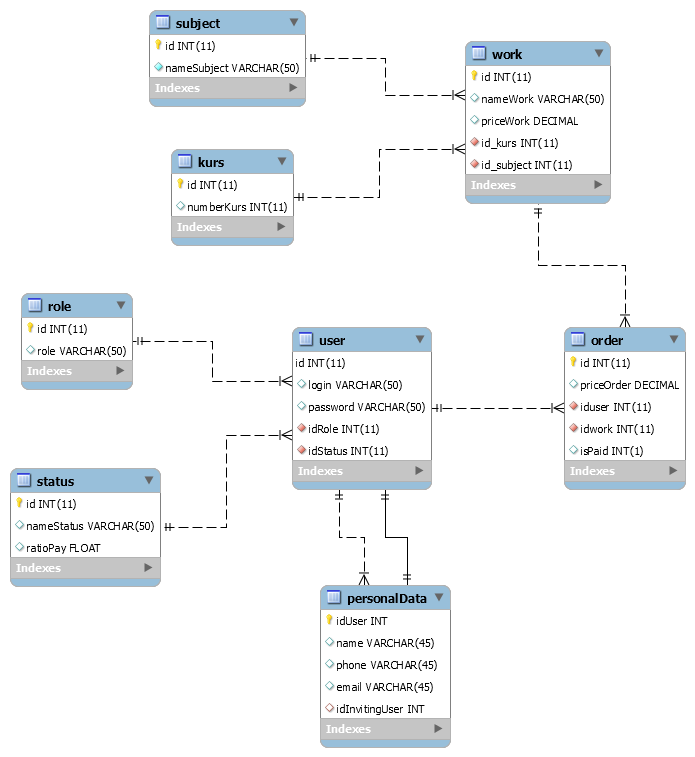 subject
id INT(11)
nameSubject VARCHAR(50)
Indexes
work
id INT(11)
nameWork VARCHAR(50)
priceWork DECIMAL
id_kurs INT(11)
id_subject INT(11)
Indexes
kurs
id INT(11)
numberKurs INT(11)
Indexes
role
id INT(11)
role VARCHAR(50)
Indexes
user
id INT(11)
login VARCHAR(50)
password VARCHAR(50)
idRole INT(11)
idStatus INT(11)
Indexes
order
id INT(11)
priceOrder DECIMAL
iduser INT(11)
idwork INT(11)
isPaid INT(1)
Indexes
status
id INT(11)
nameStatus VARCHAR(50)
ratioPay FLOAT
Indexes
personalData
idUser INT
name VARCHAR(45)
phone VARCHAR(45)
email VARCHAR(45)
idInvitingUser INT
Indexes